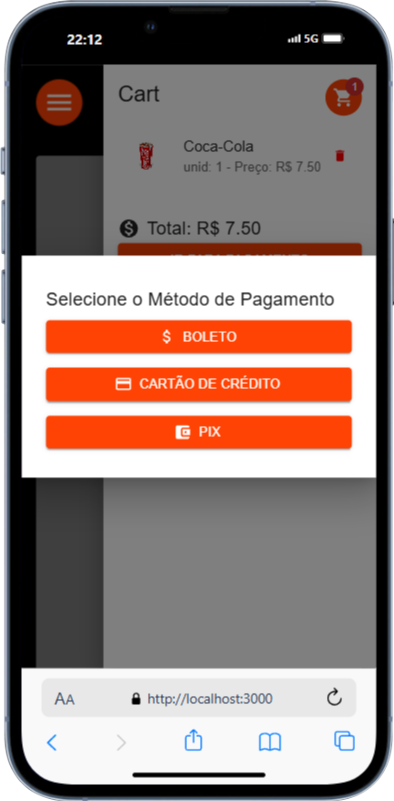 22:12
5G
Cart
1
Coca-Cola
unid: 1 - Preço: R$ 7.50
Total: R$ 7.50
Selecione o Método de Pagamento
BOLETO
CARTÃO DE CRÉDITO
PIX
AA
http://localhost:3000